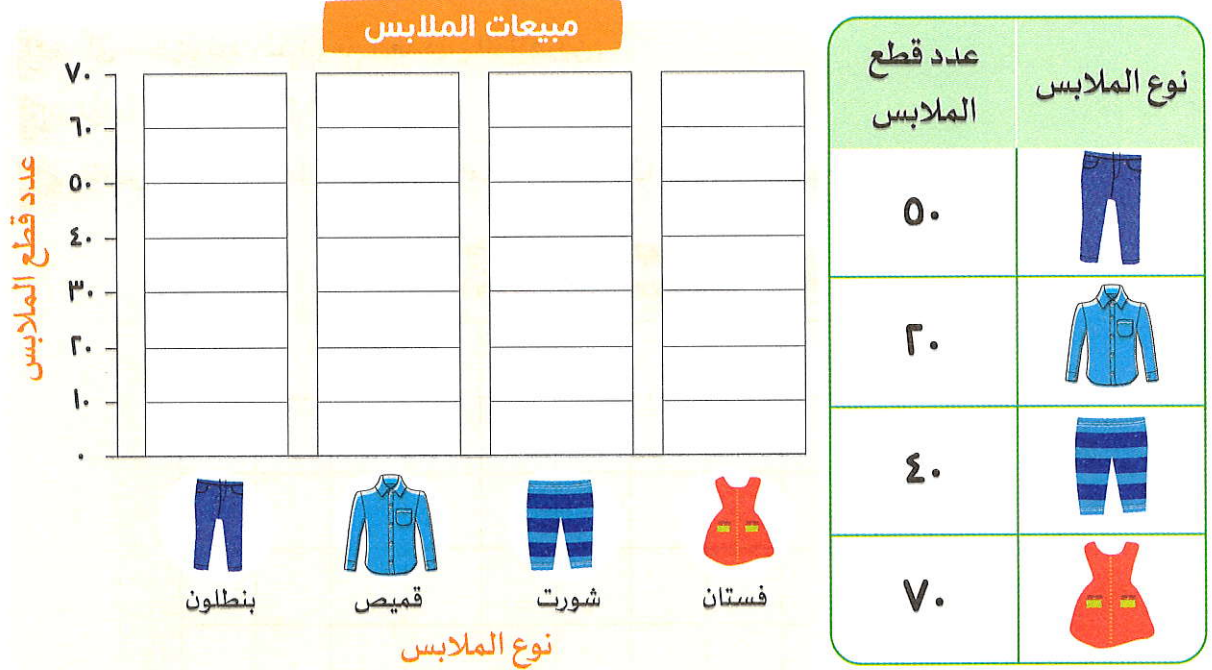 مبيعات الملابس
نوع الملابس
عدد قطع
الملابس
٥٠
٢٠
٤٠
٧٠
عدد قطع الملابس
٧٠
٦٠
٥٠
٤٠
٣٠
٢٠
١٠
٠
بنطلون
قميص
شورت
فستان
نوع الملابس